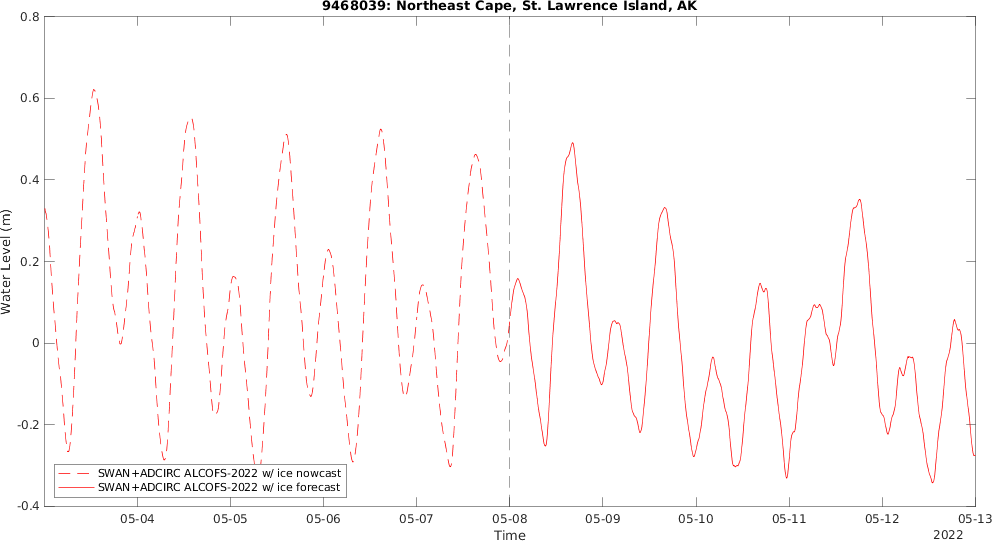 9468039: Northeast Cape, St. Lawrence Island, AK
0.8
0.6
0.4
0.2
0
-0.2
-0.4
Water Level (m)
SWAN+ADCIRC ALCOFS-2022 w/ ice nowcast
SWAN+ADCIRC ALCOFS-2022 w/ ice forecast
05-04 05-05 05-06 05-07 05-08 05-09 05-10 05-11 05-12 05-13
Time
2022